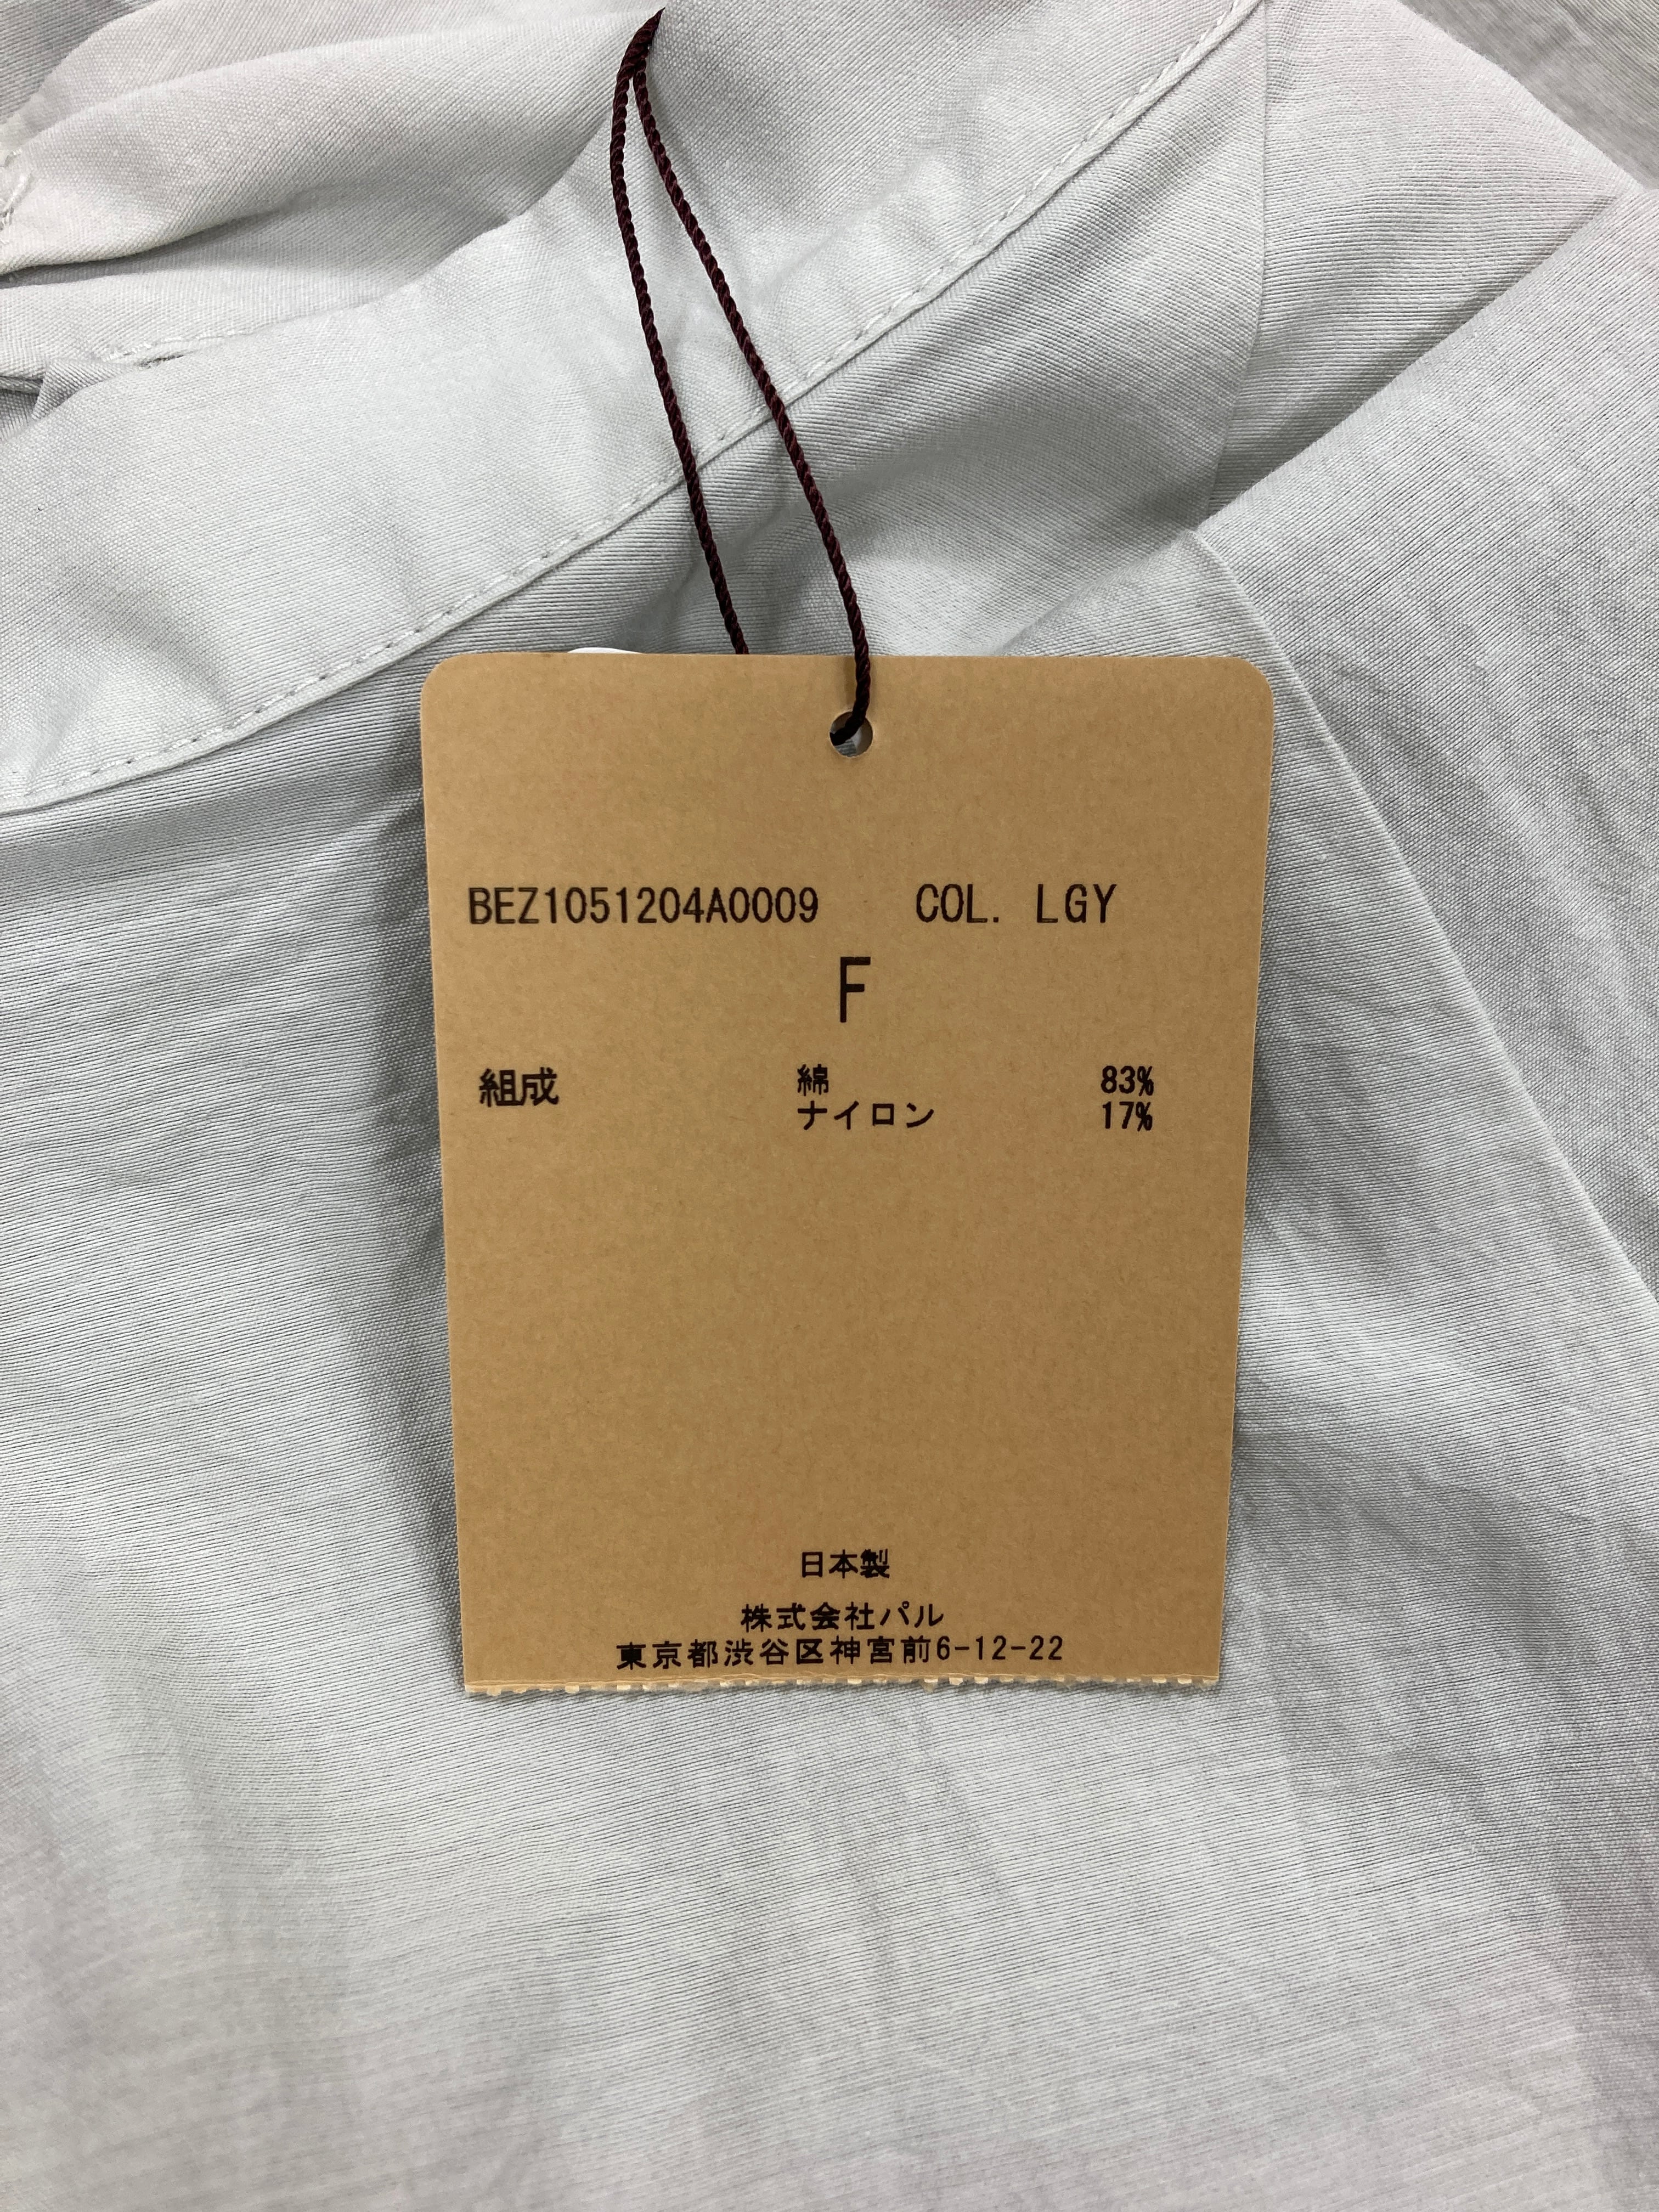 BEZ1051204A0009 COL. LGY
F
組成 綿 83%
ナイロン 17%
日本製
株式会社パル
東京都渋谷区神宮前6-12-22